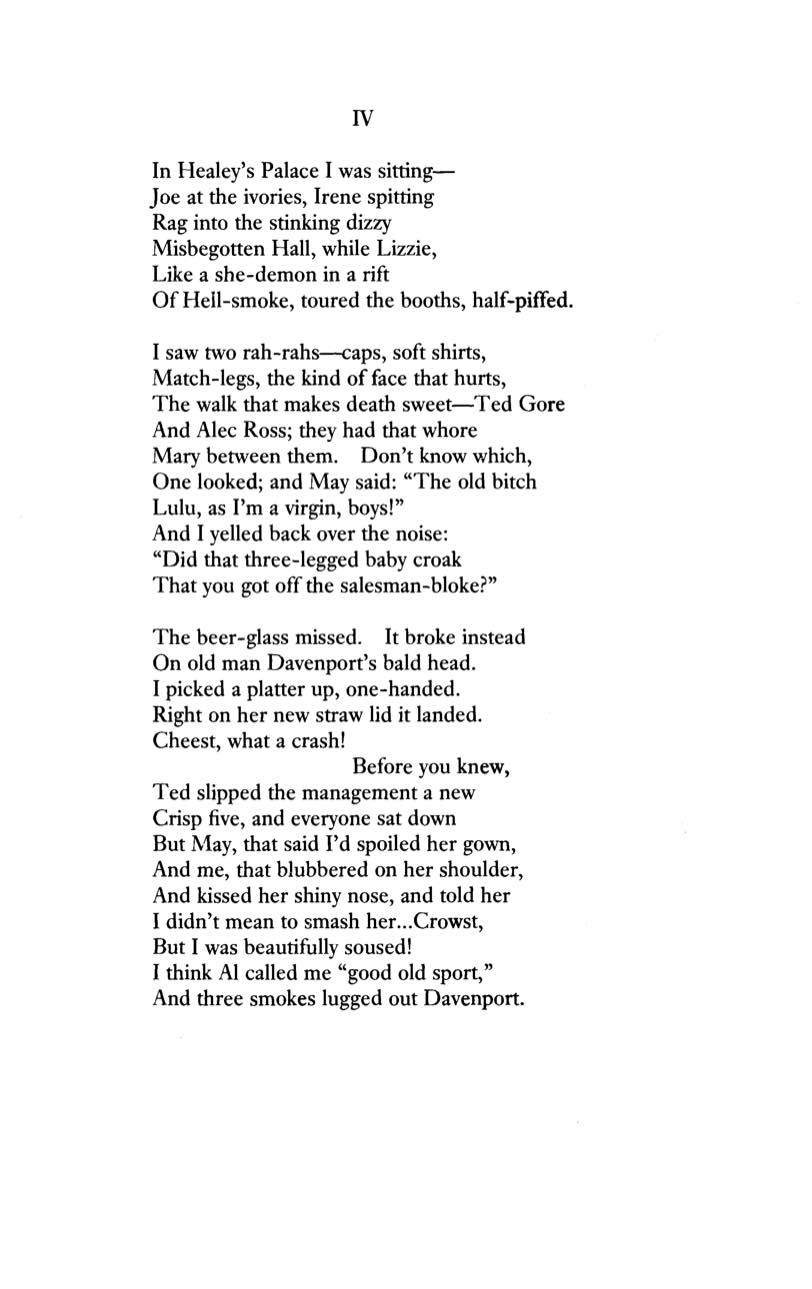 IV
In Healey’s Palace I was sitting—
Joe at the ivories, Irene spitting
Rag into the stinking dizzy
Misbegotten Hall, while Lizzie,
Like a she-demon in a rift
Of Hell-smoke, toured the booths, half-piffed.
I saw two rah-rahs—caps, soft shirts,
Match-legs, the kind of face that hurts,
The walk that makes death sweet—Ted Gore
And Alec Ross; they had that whore
Mary between them. Don’t know which,
One looked; and May said: “The old bitch
Lulu, as I’m a virgin, boys!”
And I yelled back over the noise:
“Did that three-legged baby croak
That you got off the salesman-bloke?”
The beer-glass missed. It broke instead
On old man Davenport’s bald head.
I picked a platter up, one-handed.
Right on her new straw lid it landed.
Cheest, what a crash!
Before you knew,
Ted slipped the management a new
Crisp five, and everyone sat down
But May, that said I’d spoiled her gown,
And me, that blubbered on her shoulder,
And kissed her shiny nose, and told her
I didn’t mean to smash her...Crowst,
But I was beautifully soused!
I think Al called me “good old sport,”
And three smokes lugged out Davenport.